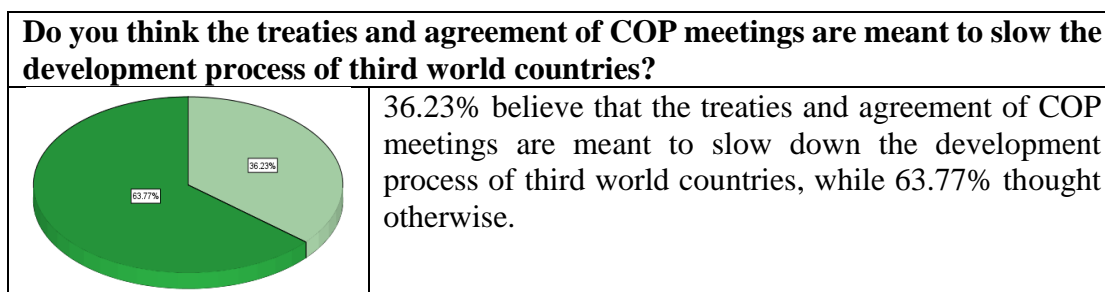 Do you think the treaties and agreement of COP meetings are meant to slow the
development process of third world countries?
36.23%
63.77%
36.23% believe that the treaties and agreement of COP
meetings are meant to slow down the development
process of third world countries, while 63.77% thought
otherwise.